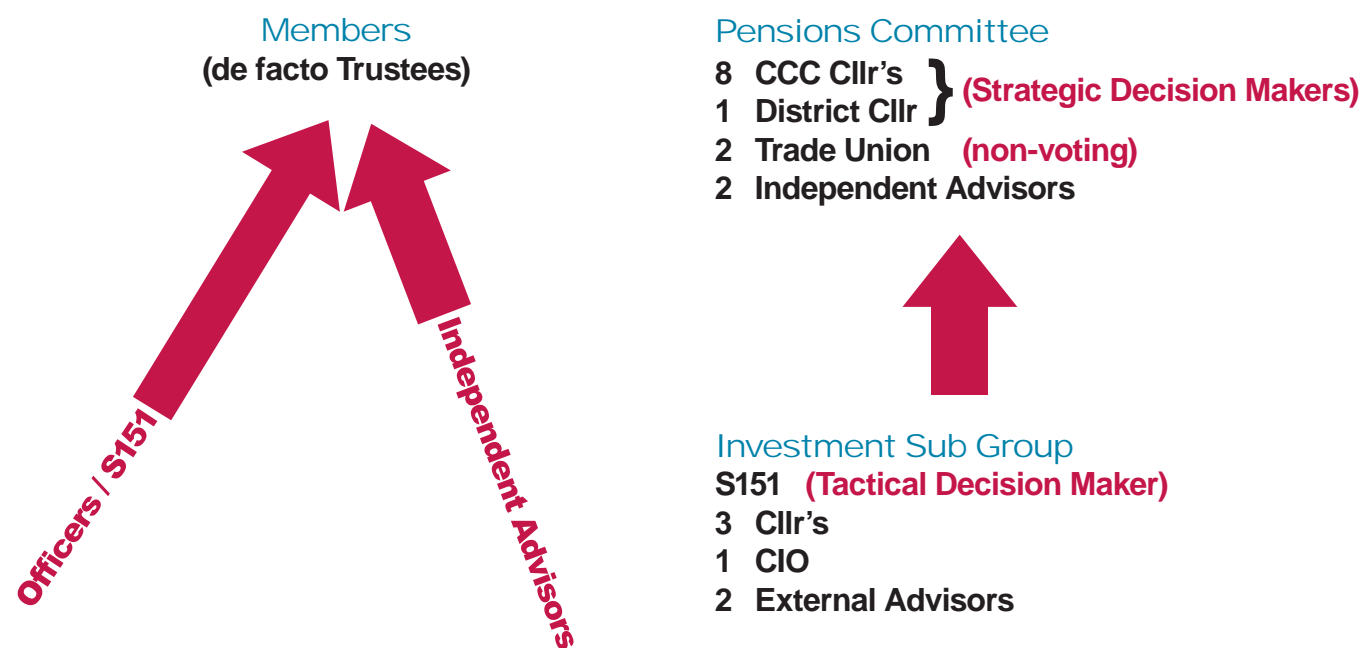 Members
(de facto Trustees)
Officers / S151
Independent Advisors
Pensions Committee
8 CCC Cllr’s } (Strategic Decision Makers)
1 District Cllr
2 Trade Union (non-voting)
2 Independent Advisors
Investment Sub Group
S151 (Tactical Decision Maker)
3 Cllr’s
1 CIO
2 External Advisors